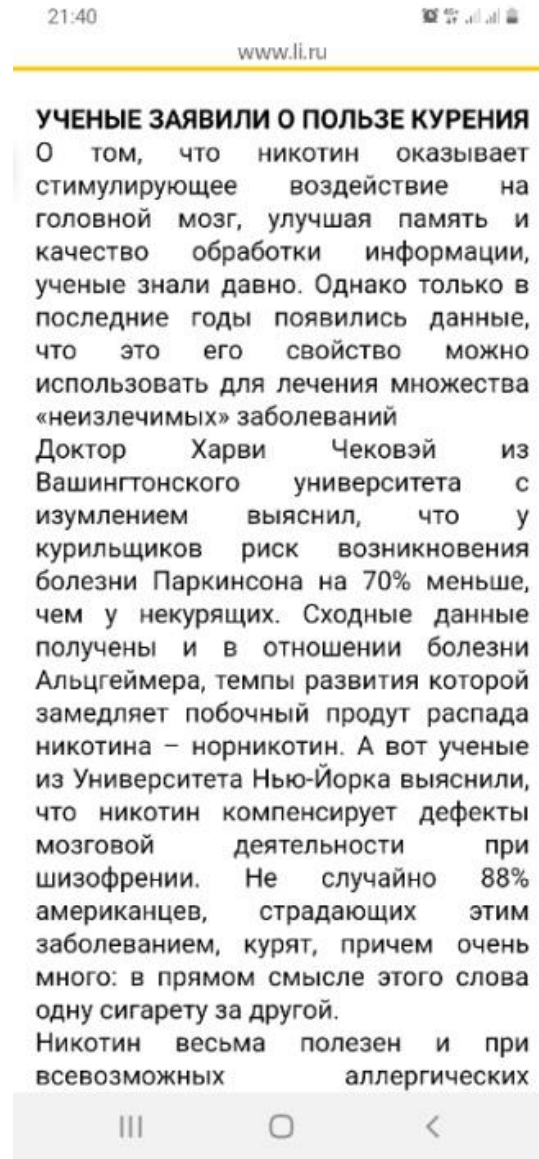 21:40
www.li.ru
УЧЕНЫЕ ЗАЯВИЛИ О ПОЛЬЗЕ КУРЕНИЯ
О том, что никотин оказывает
стимулирующее воздействие на
головной мозг, улучшая память и
качество обработки информации,
ученые знали давно. Однако только в
последние годы появились данные,
что это его свойство можно
использовать для лечения множества
«неизлечимых» заболеваний
Доктор Харви Чековэй из
Вашингтонского университета с
изумлением выяснил, что у
курильщиков риск возникновения
болезни Паркинсона на 70% меньше,
чем у некурящих. Сходные данные
получены и в отношении болезни
Альцгеймера, темпы развития которой
замедляет побочный продут распада
никотина – норникотин. А вот ученые
из Университета Нью-Йорка выяснили,
что никотин компенсирует дефекты
мозговой деятельности при
шизофрении. Не случайно 88%
американцев, страдающих этим
заболеванием, курят, причем очень
много: в прямом смысле этого слова
одну сигарету за другой.
Никотин весьма полезен и при
всевозможных аллергических